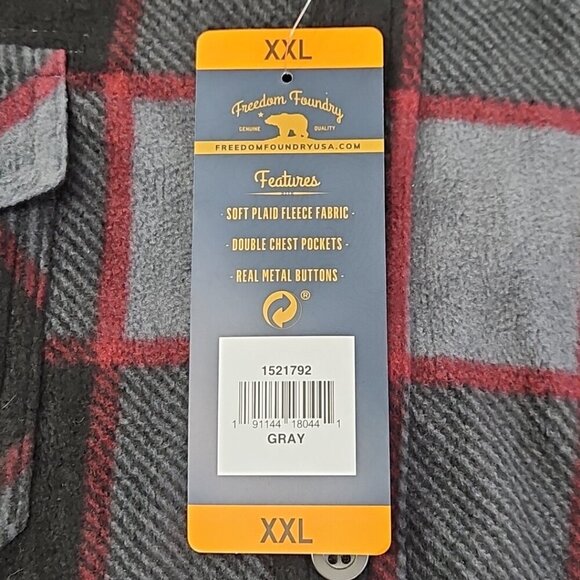 XXL
Freedom Foundry
GENUINE QUALITY
FREEDOMFOUNDRYUSA.COM
Features
· SOFT PLAID FLEECE FABRIC ·
· DOUBLE CHEST POCKETS ·
· REAL METAL BUTTONS ·
®
1521792
1 91144 18044 1
GRAY
XXL